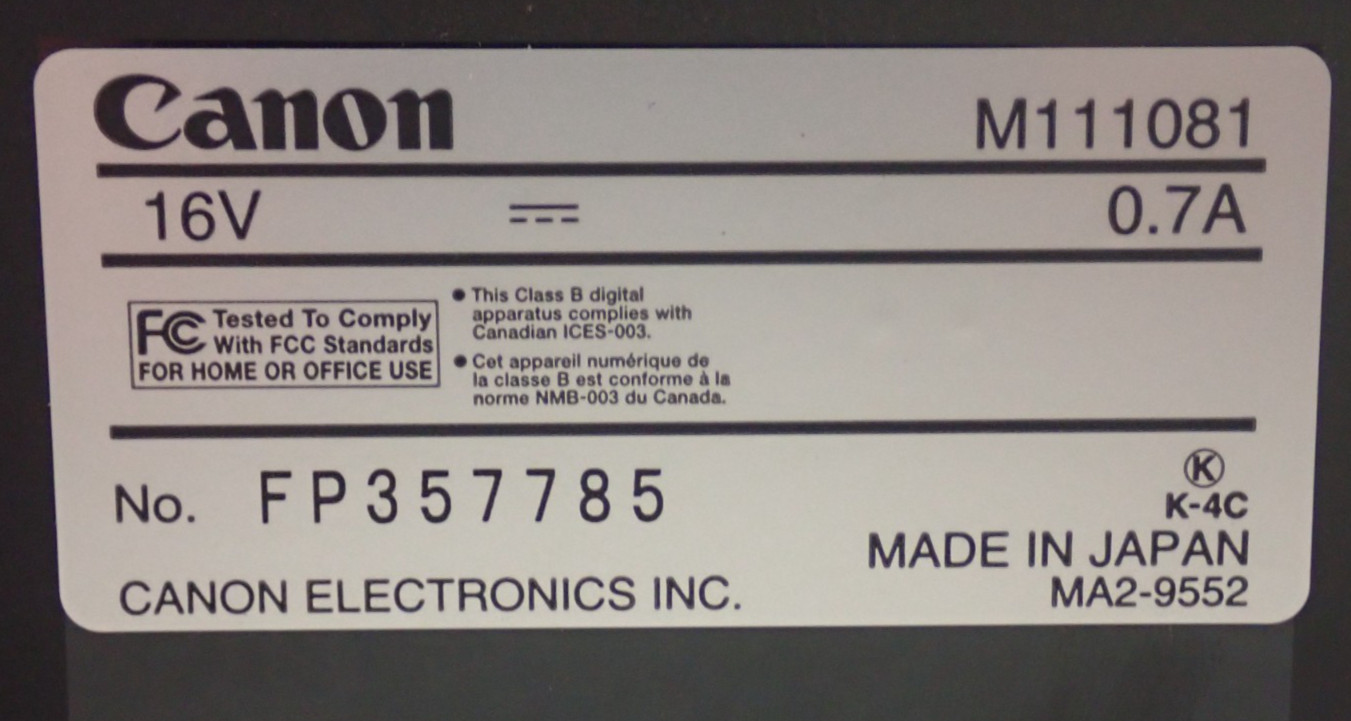 Canon M111081
16V ⎓ 0.7A
FC Tested To Comply
With FCC Standards
FOR HOME OR OFFICE USE
● This Class B digital
apparatus complies with
Canadian ICES-003.
● Cet appareil numérique de
la classe B est conforme à la
norme NMB-003 du Canada.
No. FP357785
Ⓚ
K-4C
MADE IN JAPAN
CANON ELECTRONICS INC. MA2-9552